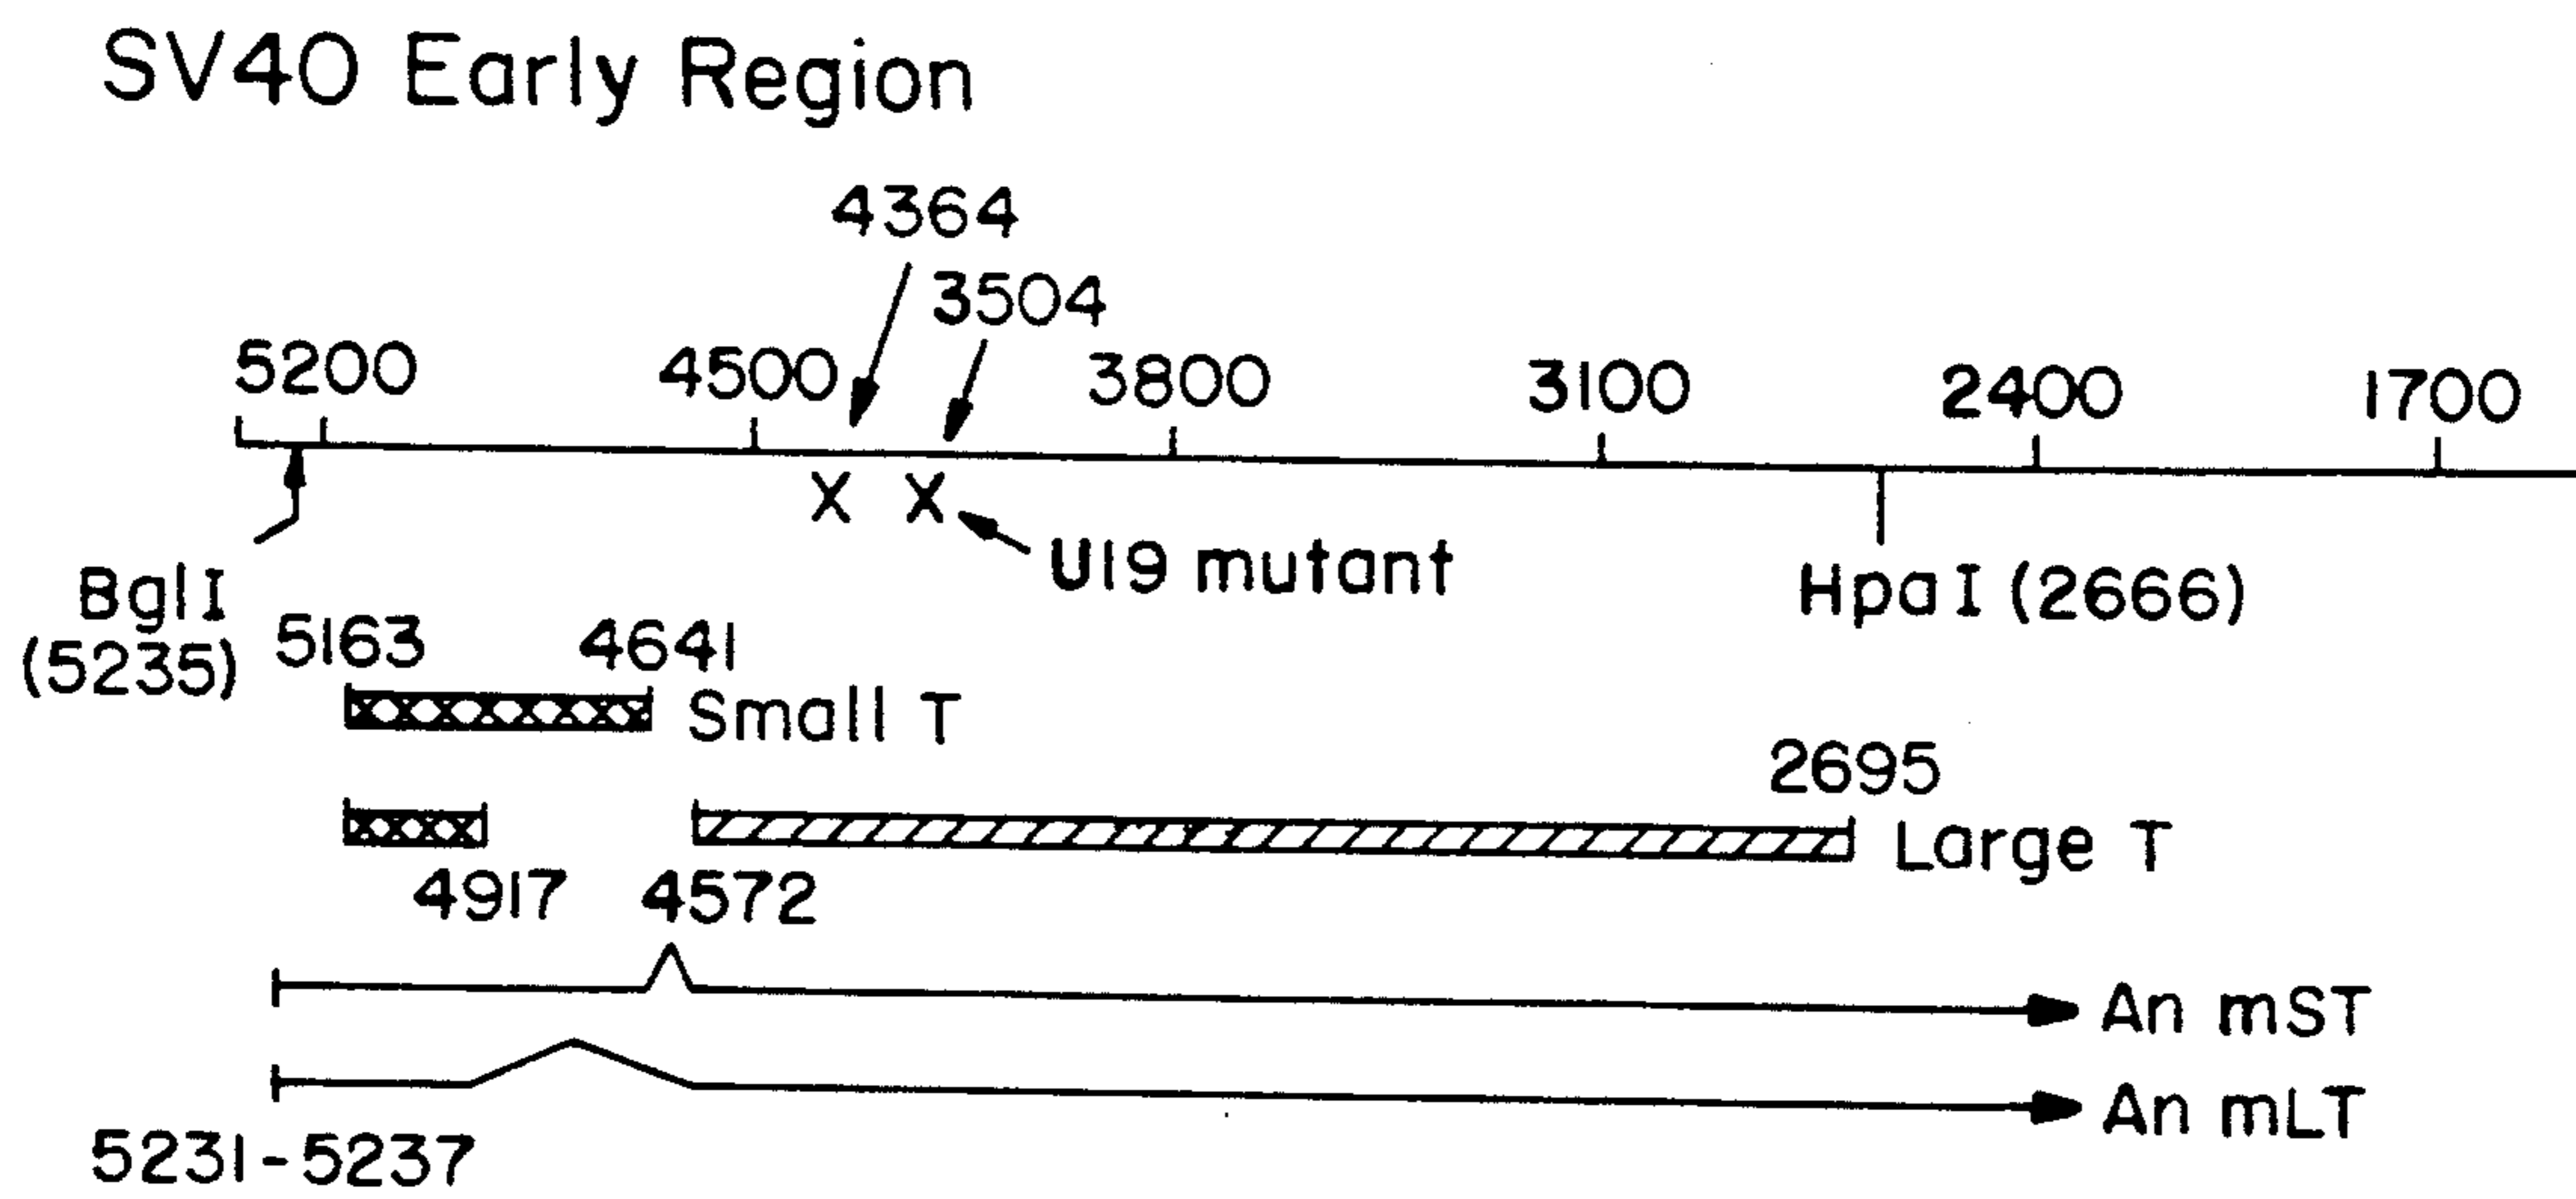 SV40 Early Region
4364
3504
5200 4500 3800 3100 2400 1700
X X
U19 mutant
BglI
(5235)
HpaI (2666)
5163 4641
Small T
2695
Large T
4917 4572
An mST
An mLT
5231-5237